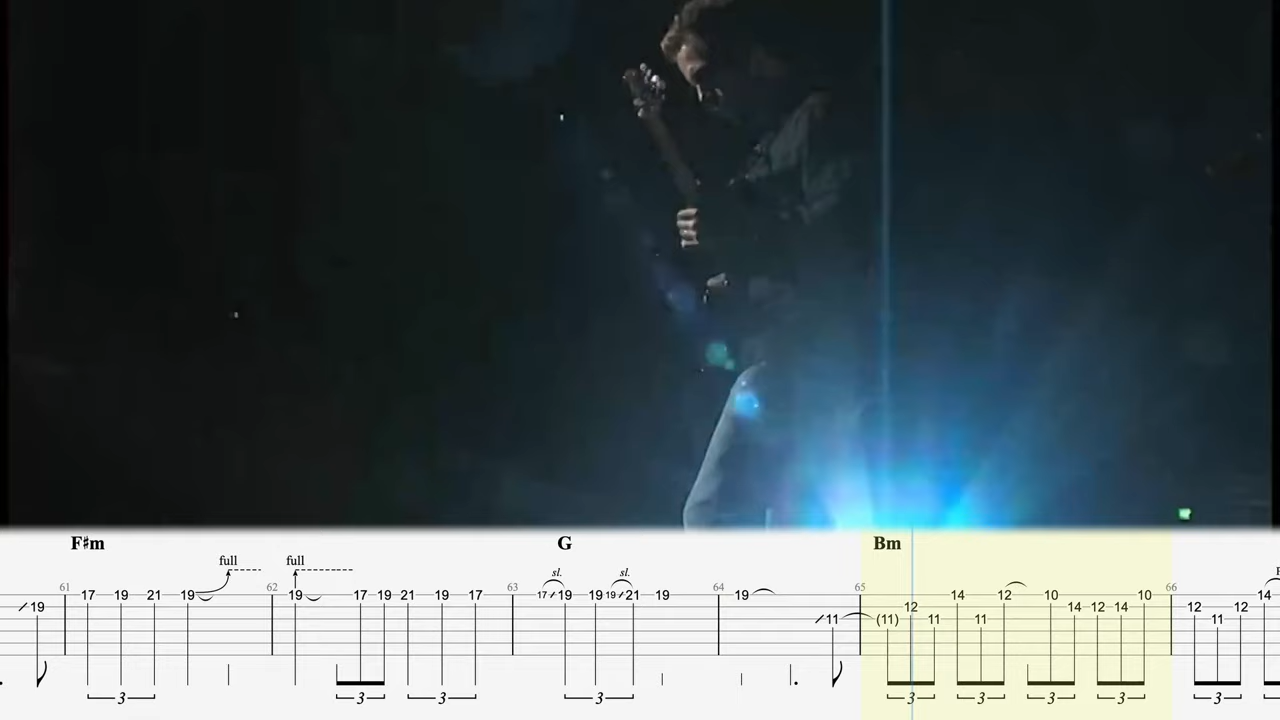 F♯m G Bm
full full sl. sl.
61 17 19 21 19 62 19 17 19 21 19 17 63 17 19 19 19 21 19 64 19 65 14 12 10 10 66 14
19 12 14 12 14 12 12
11 (11) 11 11 11
3 3 3 3 3 3 3 3 3